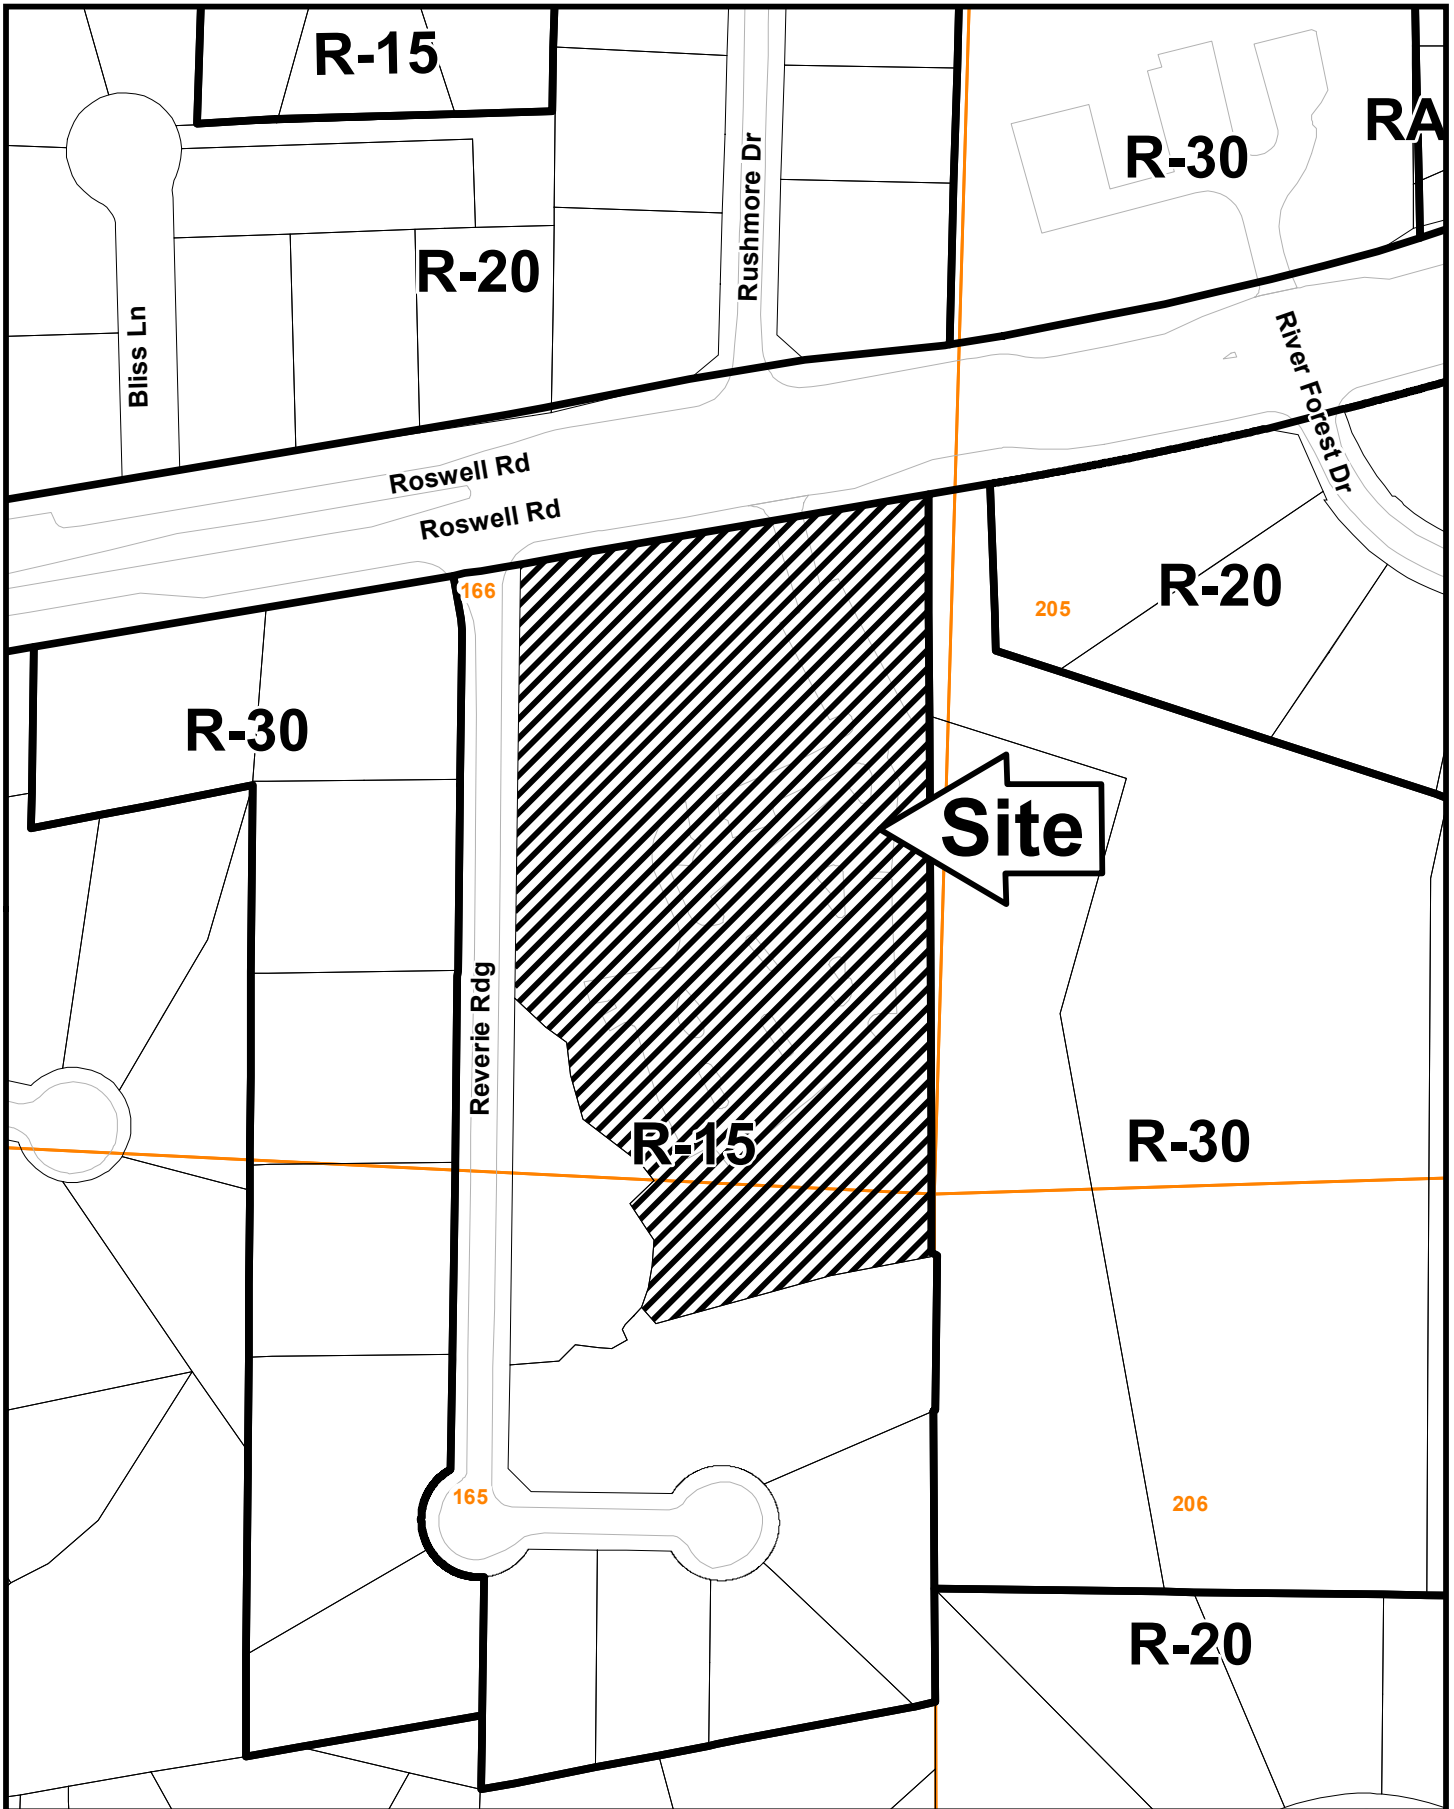 R-15
RA
R-30
Rushmore Dr
R-20
Bliss Ln
River Forest Dr
Roswell Rd
Roswell Rd
166
R-20
205
R-30
Site
Reverie Rdg
R-15
R-30
165
206
R-20